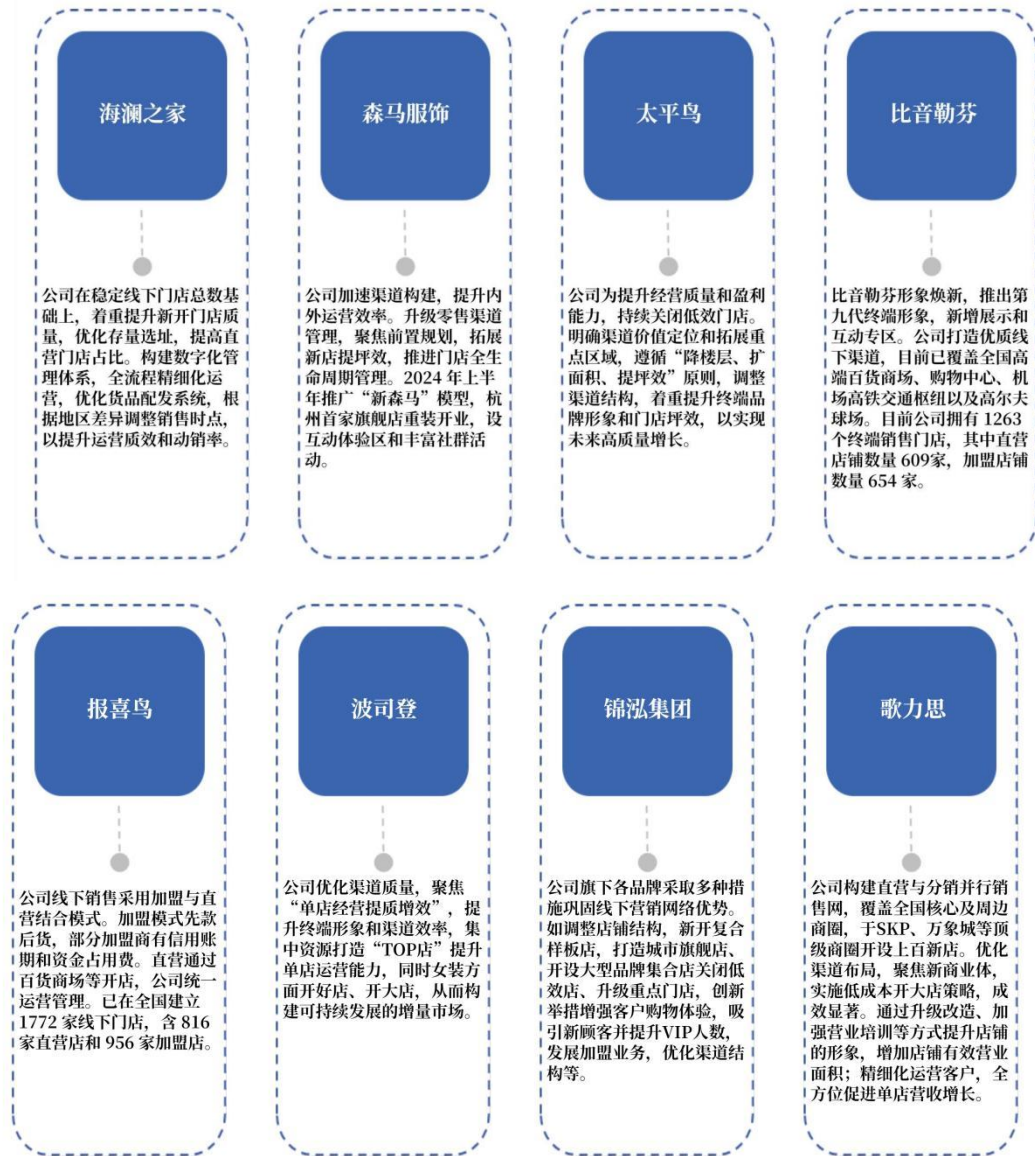 海澜之家
公司在稳定线下门店总数基
础上，着重提升新开门店质
量，优化存量选址，提高直
营门店占比。构建数字化管
理体系，全流程精细化运
营，优化货品配发系统，根
据地区差异调整销售时点，
以提升运营质效和动销率。
森马服饰
公司加速渠道构建，提升内
外运营效率。升级零售渠道
管理，聚焦前置规划，拓展
新店提坪效，推进门店全生
命周期管理。2024 年上半
年推广“新森马”模型，杭
州首家旗舰店重装开业，设
互动体验区和丰富社群活
动。
太平鸟
公司为提升经营质量和盈利
能力，持续关闭低效门店。
明确渠道价值定位和拓展重
点区域，遵循“降楼层、扩
面积、提坪效”原则，调整
渠道结构，着重提升终端品
牌形象和门店坪效，以实现
未来高质量增长。
比音勒芬
比音勒芬形象焕新，推出第
九代终端形象，新增展示和
互动专区。公司打造优质线
下渠道，目前已覆盖全国高
端百货商场、购物中心、机
场高铁交通枢纽以及高尔夫
球场。目前公司拥有 1263
个终端销售门店，其中直营
店铺数量 609家，加盟店铺
数量 654 家。
报喜鸟
公司线下销售采用加盟与直
营结合模式。加盟模式先款
后货，部分加盟商有信用账
期和资金占用费。直营通过
百货商场等开店，公司统一
运营管理。已在全国建立
1772 家线下门店，含 816
家直营店和 956 家加盟店。
波司登
公司优化渠道质量，聚焦
“单店经营提质增效”，提
升终端形象和渠道效率，集
中资源打造“TOP店”提升
单店运营能力，同时女装方
面开好店、开大店，从而构
建可持续发展的增量市场。
锦泓集团
公司旗下各品牌采取多种措
施巩固线下营销网络优势。
如调整店铺结构，新开复合
样板店，打造城市旗舰店、
开设大型品牌集合店关闭低
效店、升级重点门店，创新
举措增强客户购物体验，吸
引新顾客并提升VIP人数，
发展加盟业务，优化渠道结
构等。
歌力思
公司构建直营与分销并行销
售网，覆盖全国核心及周边
商圈，于SKP、万象城等顶
级商圈开设上百新店。优化
渠道布局，聚焦新商业体，
实施低成本开大店策略，成
效显著。通过升级改造、加
强营业培训等方式提升店铺
的形象，增加店铺有效营业
面积；精细化运营客户，全
方位促进单店营收增长。